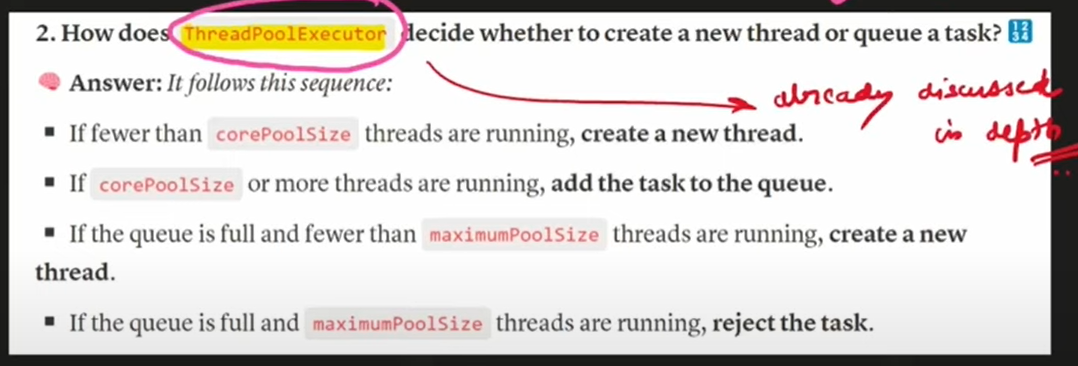 2. How does ThreadPoolExecutor decide whether to create a new thread or queue a task? 🔢
🧠 Answer: It follows this sequence:
already discussed
in depth
▪ If fewer than corePoolSize threads are running, create a new thread.
▪ If corePoolSize or more threads are running, add the task to the queue.
▪ If the queue is full and fewer than maximumPoolSize threads are running, create a new
thread.
▪ If the queue is full and maximumPoolSize threads are running, reject the task.